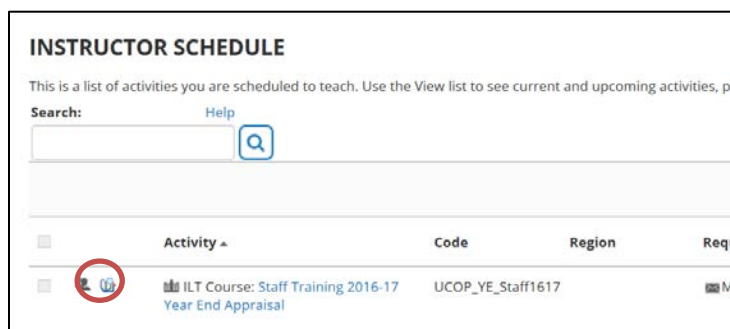 INSTRUCTOR SCHEDULE
This is a list of activities you are scheduled to teach. Use the View list to see current and upcoming activities, p
Search: Help
Activity Code Region Req
ILT Course: Staff Training 2016-17 UCOP_YE_Staff1617 M
Year End Appraisal